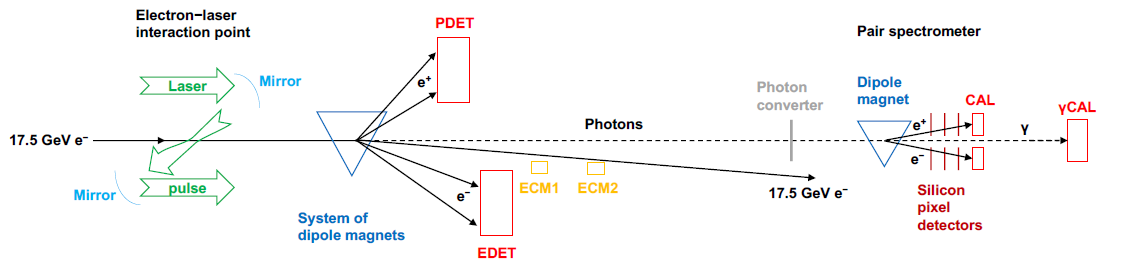 Electron−laser
interaction point
PDET
Pair spectrometer
Laser
Mirror
e⁺
Photon
converter
Dipole
magnet
CAL
γCAL
17.5 GeV e⁻
Photons
e⁺
γ
Mirror
pulse
e⁻
ECM1
ECM2
17.5 GeV e⁻
e⁻
System of
dipole magnets
EDET
Silicon
pixel
detectors